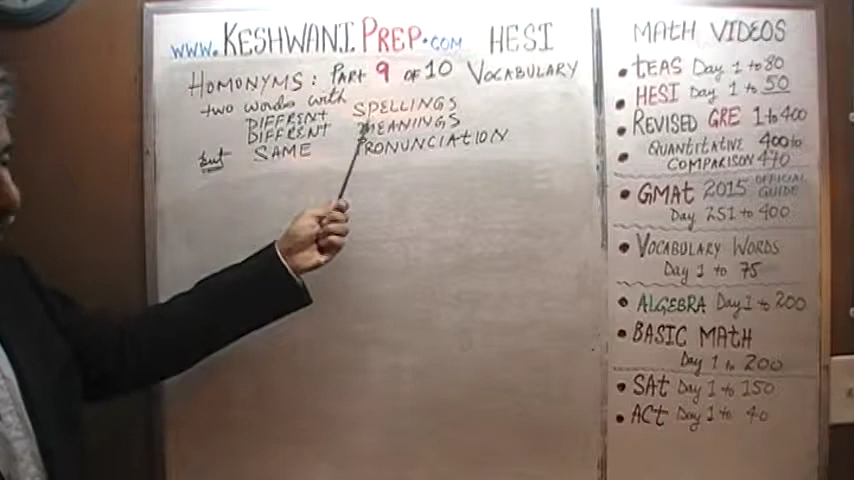 www.KESHWANI PREP.com HESI
HOMONYMS: PART 9 OF 10 VOCABULARY
two words with
DIFFRENT SPELLINGS
DIFFRENT MEANINGS
but SAME PRONUNCIATION
MATH VIDEOS
• TEAS Day 1 to 80
• HESI Day 1 to 50
• REVISED GRE 1 to 400
• QUANTITATIVE 400 to
COMPARISON 470
• GMAT 2015 OFFICIAL GUIDE
Day 251 to 400
• VOCABULARY WORDS
Day 1 to 75
• ALGEBRA Day 1 to 200
• BASIC MATH
Day 1 to 200
• SAT Day 1 to 150
• ACT Day 1 to 40